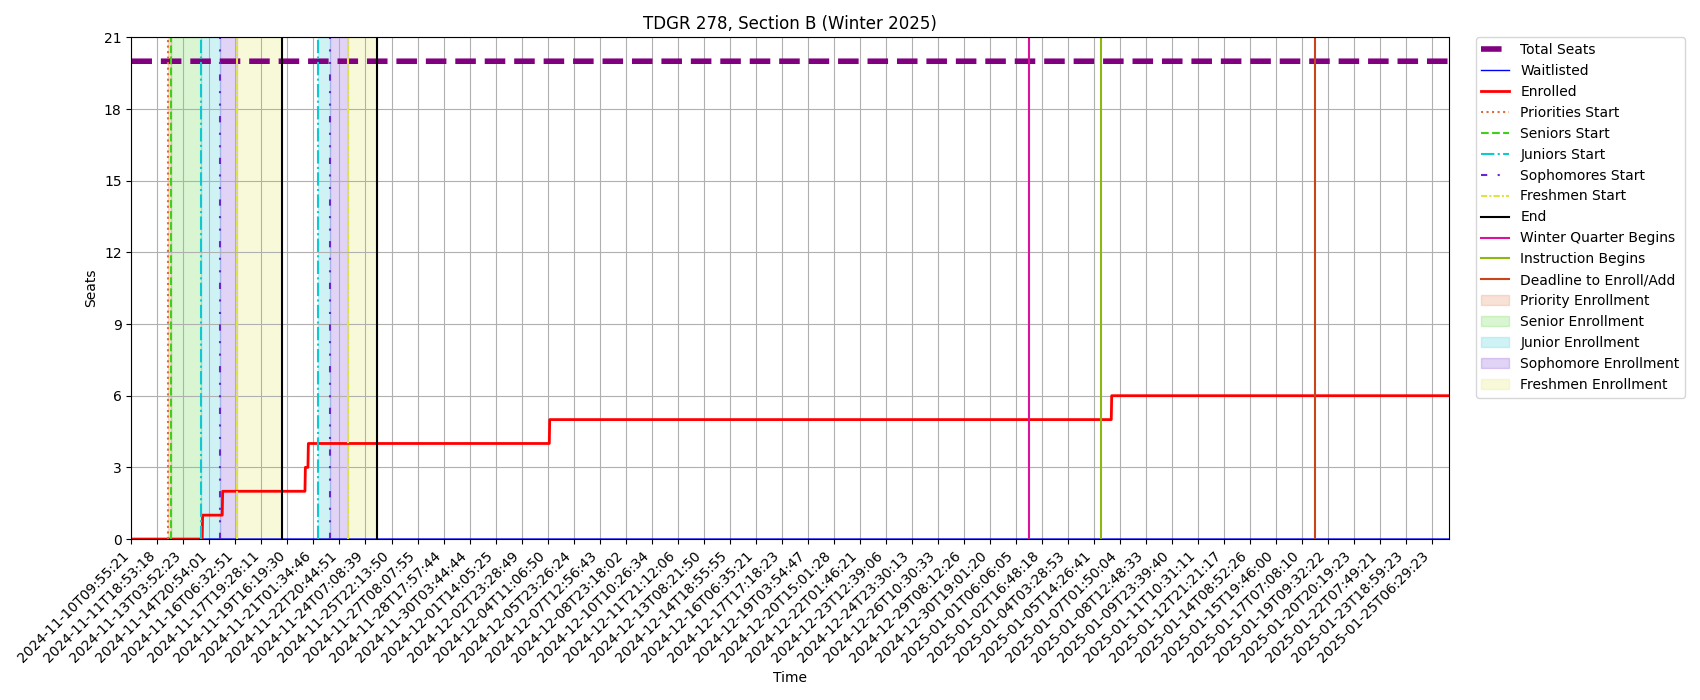 TDGR 278, Section B (Winter 2025)
Seats
21
18
15
12
9
6
3
0
2024-11-10T09:55:21
2024-11-11T18:53:18
2024-11-13T03:52:23
2024-11-14T20:54:01
2024-11-16T06:32:51
2024-11-17T19:28:11
2024-11-19T16:19:30
2024-11-21T01:34:46
2024-11-22T20:44:51
2024-11-24T07:08:39
2024-11-25T22:13:50
2024-11-27T08:07:55
2024-11-28T17:57:44
2024-11-30T03:44:44
2024-12-01T14:05:25
2024-12-02T23:28:49
2024-12-04T11:06:50
2024-12-05T23:26:24
2024-12-07T12:56:43
2024-12-08T23:18:02
2024-12-10T10:26:34
2024-12-11T21:12:06
2024-12-13T08:21:50
2024-12-14T18:55:55
2024-12-16T06:35:21
2024-12-17T17:18:23
2024-12-19T03:54:47
2024-12-20T15:01:28
2024-12-22T01:46:21
2024-12-23T12:39:06
2024-12-24T23:30:13
2024-12-26T10:30:33
2024-12-29T08:12:26
2024-12-30T19:01:20
2025-01-01T06:06:05
2025-01-02T16:48:18
2025-01-04T03:28:53
2025-01-05T14:26:41
2025-01-07T01:50:04
2025-01-08T12:48:33
2025-01-09T23:39:40
2025-01-11T10:31:11
2025-01-12T21:21:17
2025-01-14T08:52:26
2025-01-15T19:46:00
2025-01-17T07:08:10
2025-01-19T09:32:22
2025-01-20T20:19:23
2025-01-22T07:49:21
2025-01-23T18:59:23
2025-01-25T06:29:23
Time
Total Seats
Waitlisted
Enrolled
Priorities Start
Seniors Start
Juniors Start
Sophomores Start
Freshmen Start
End
Winter Quarter Begins
Instruction Begins
Deadline to Enroll/Add
Priority Enrollment
Senior Enrollment
Junior Enrollment
Sophomore Enrollment
Freshmen Enrollment